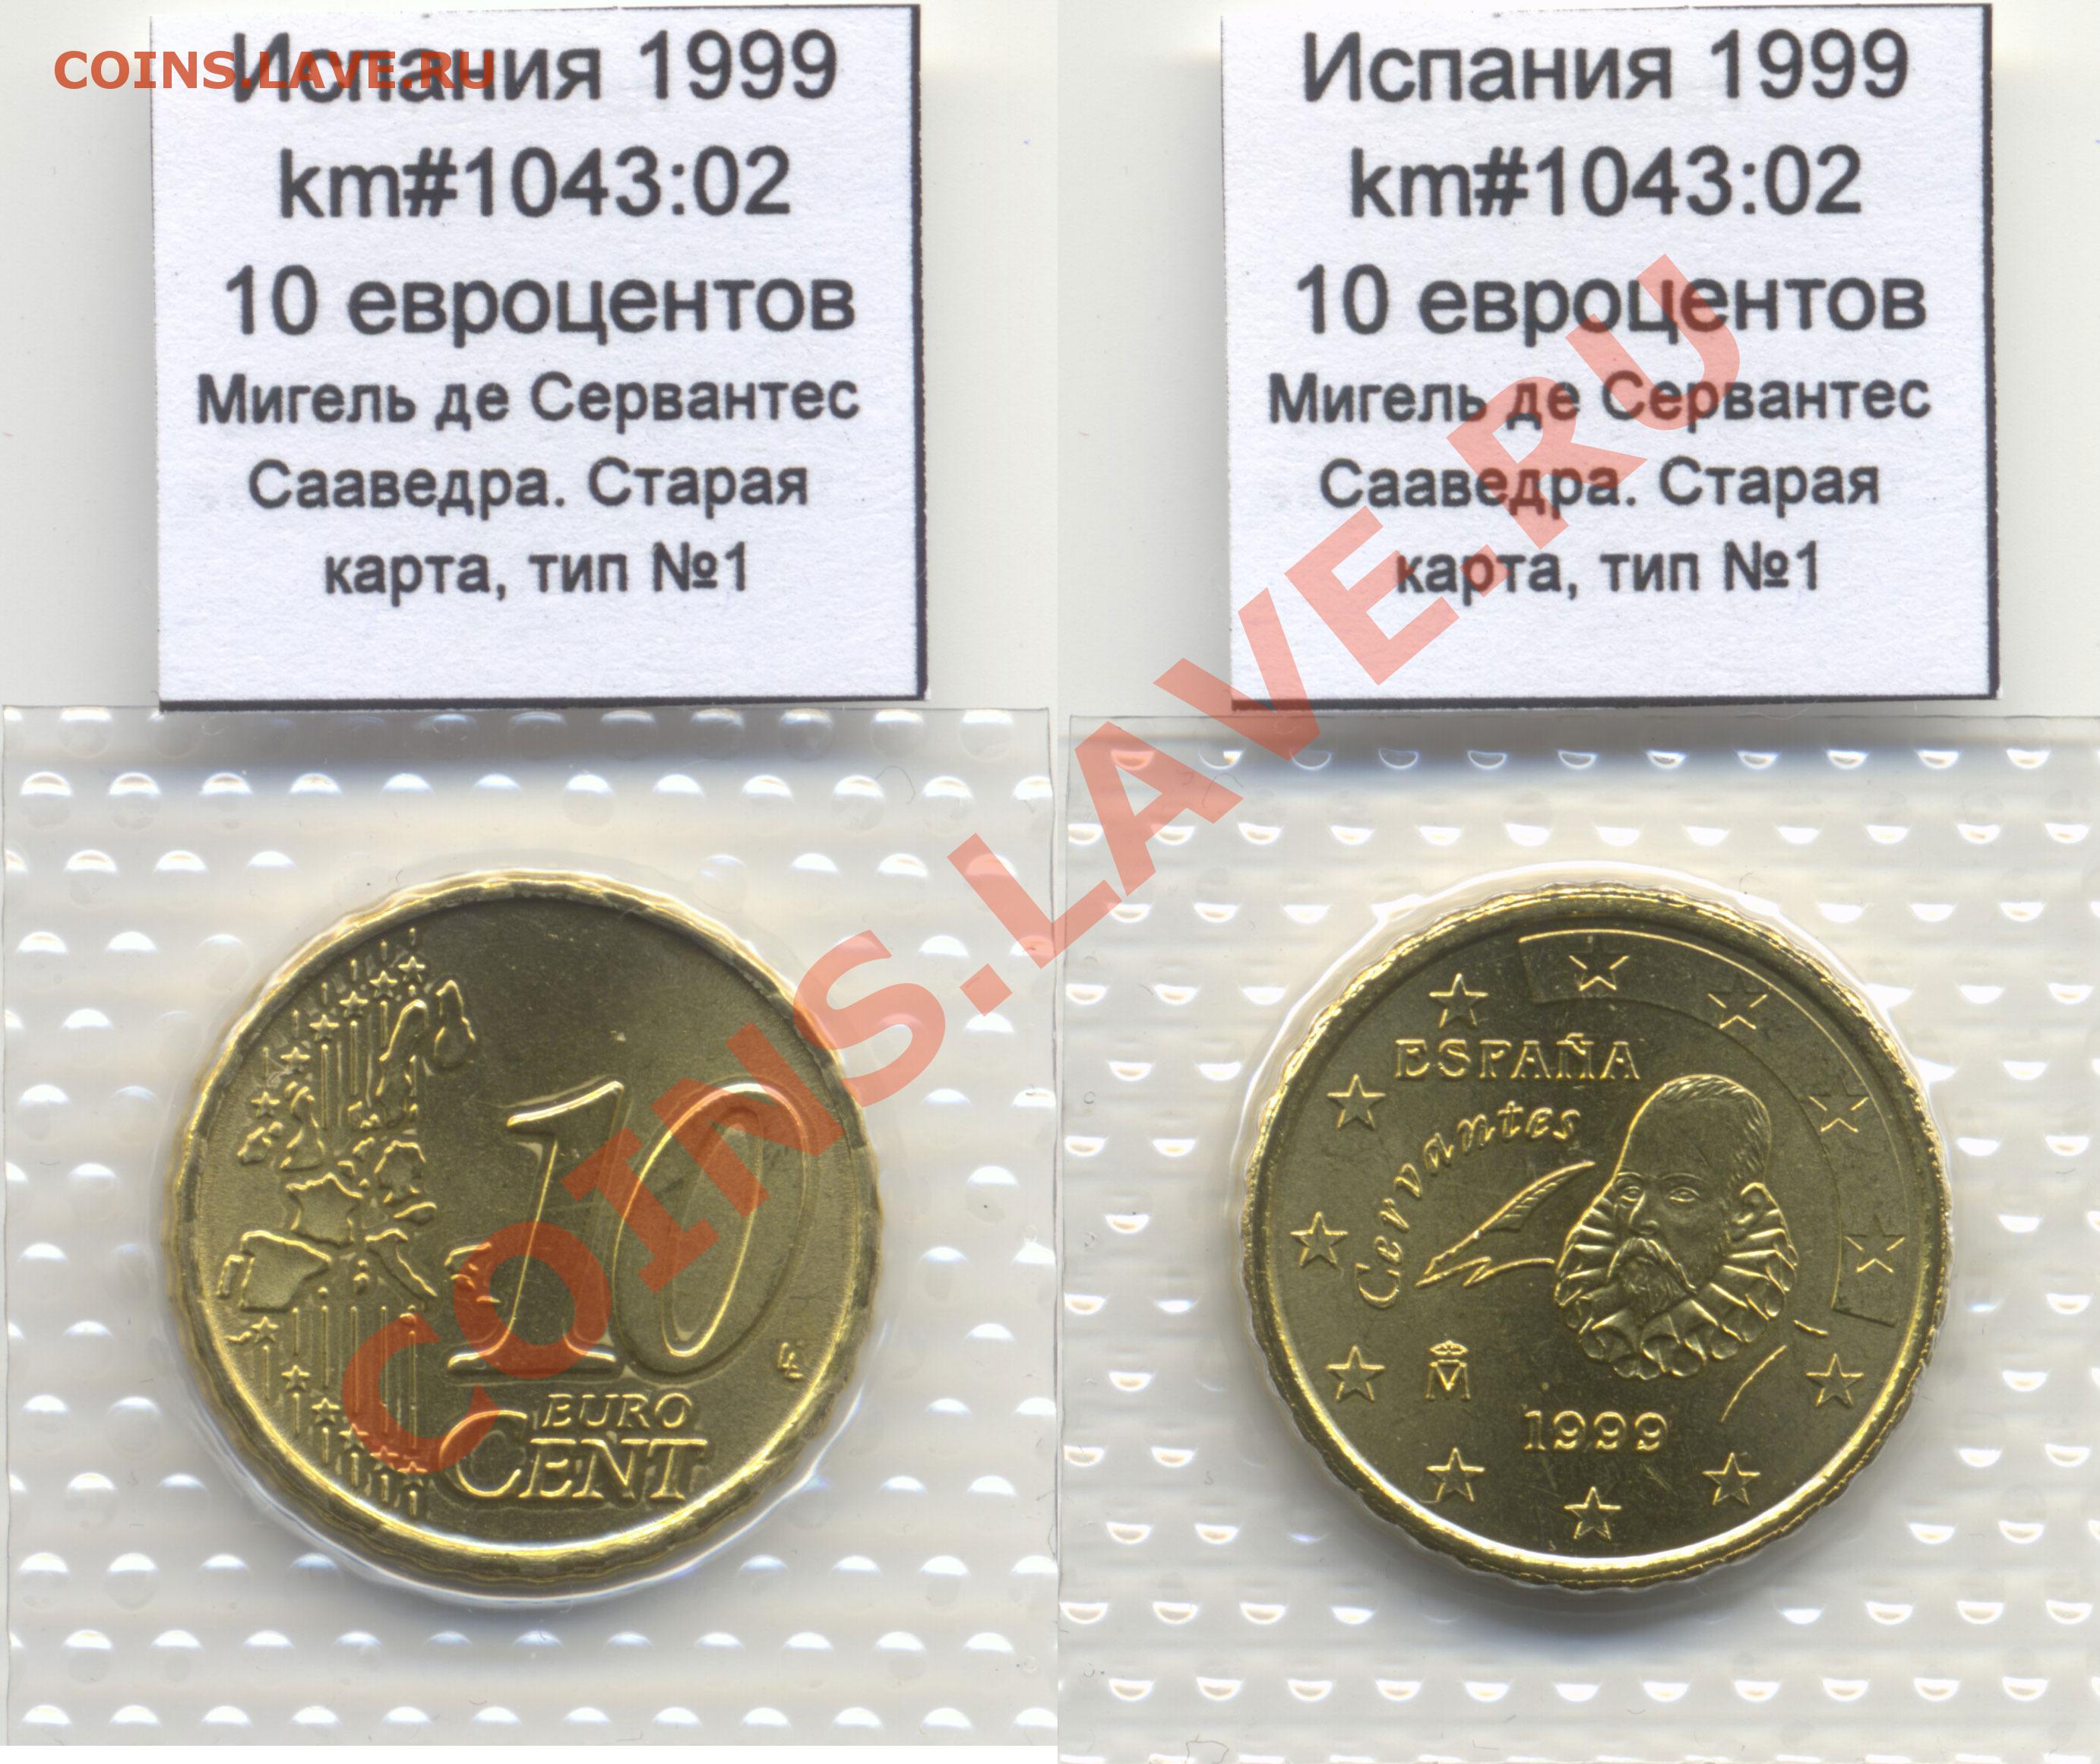 COINS.LAVE.RU
Испания 1999
km#1043:02
10 евроцентов
Мигель де Сервантес
Сааведра. Старая
карта, тип №1
Испания 1999
km#1043:02
10 евроцентов
Мигель де Сервантес
Сааведра. Старая
карта, тип №1
COINS.LAVE.RU
10
EURO
CENT
LL
ESPAÑA
Cervantes
M
1999